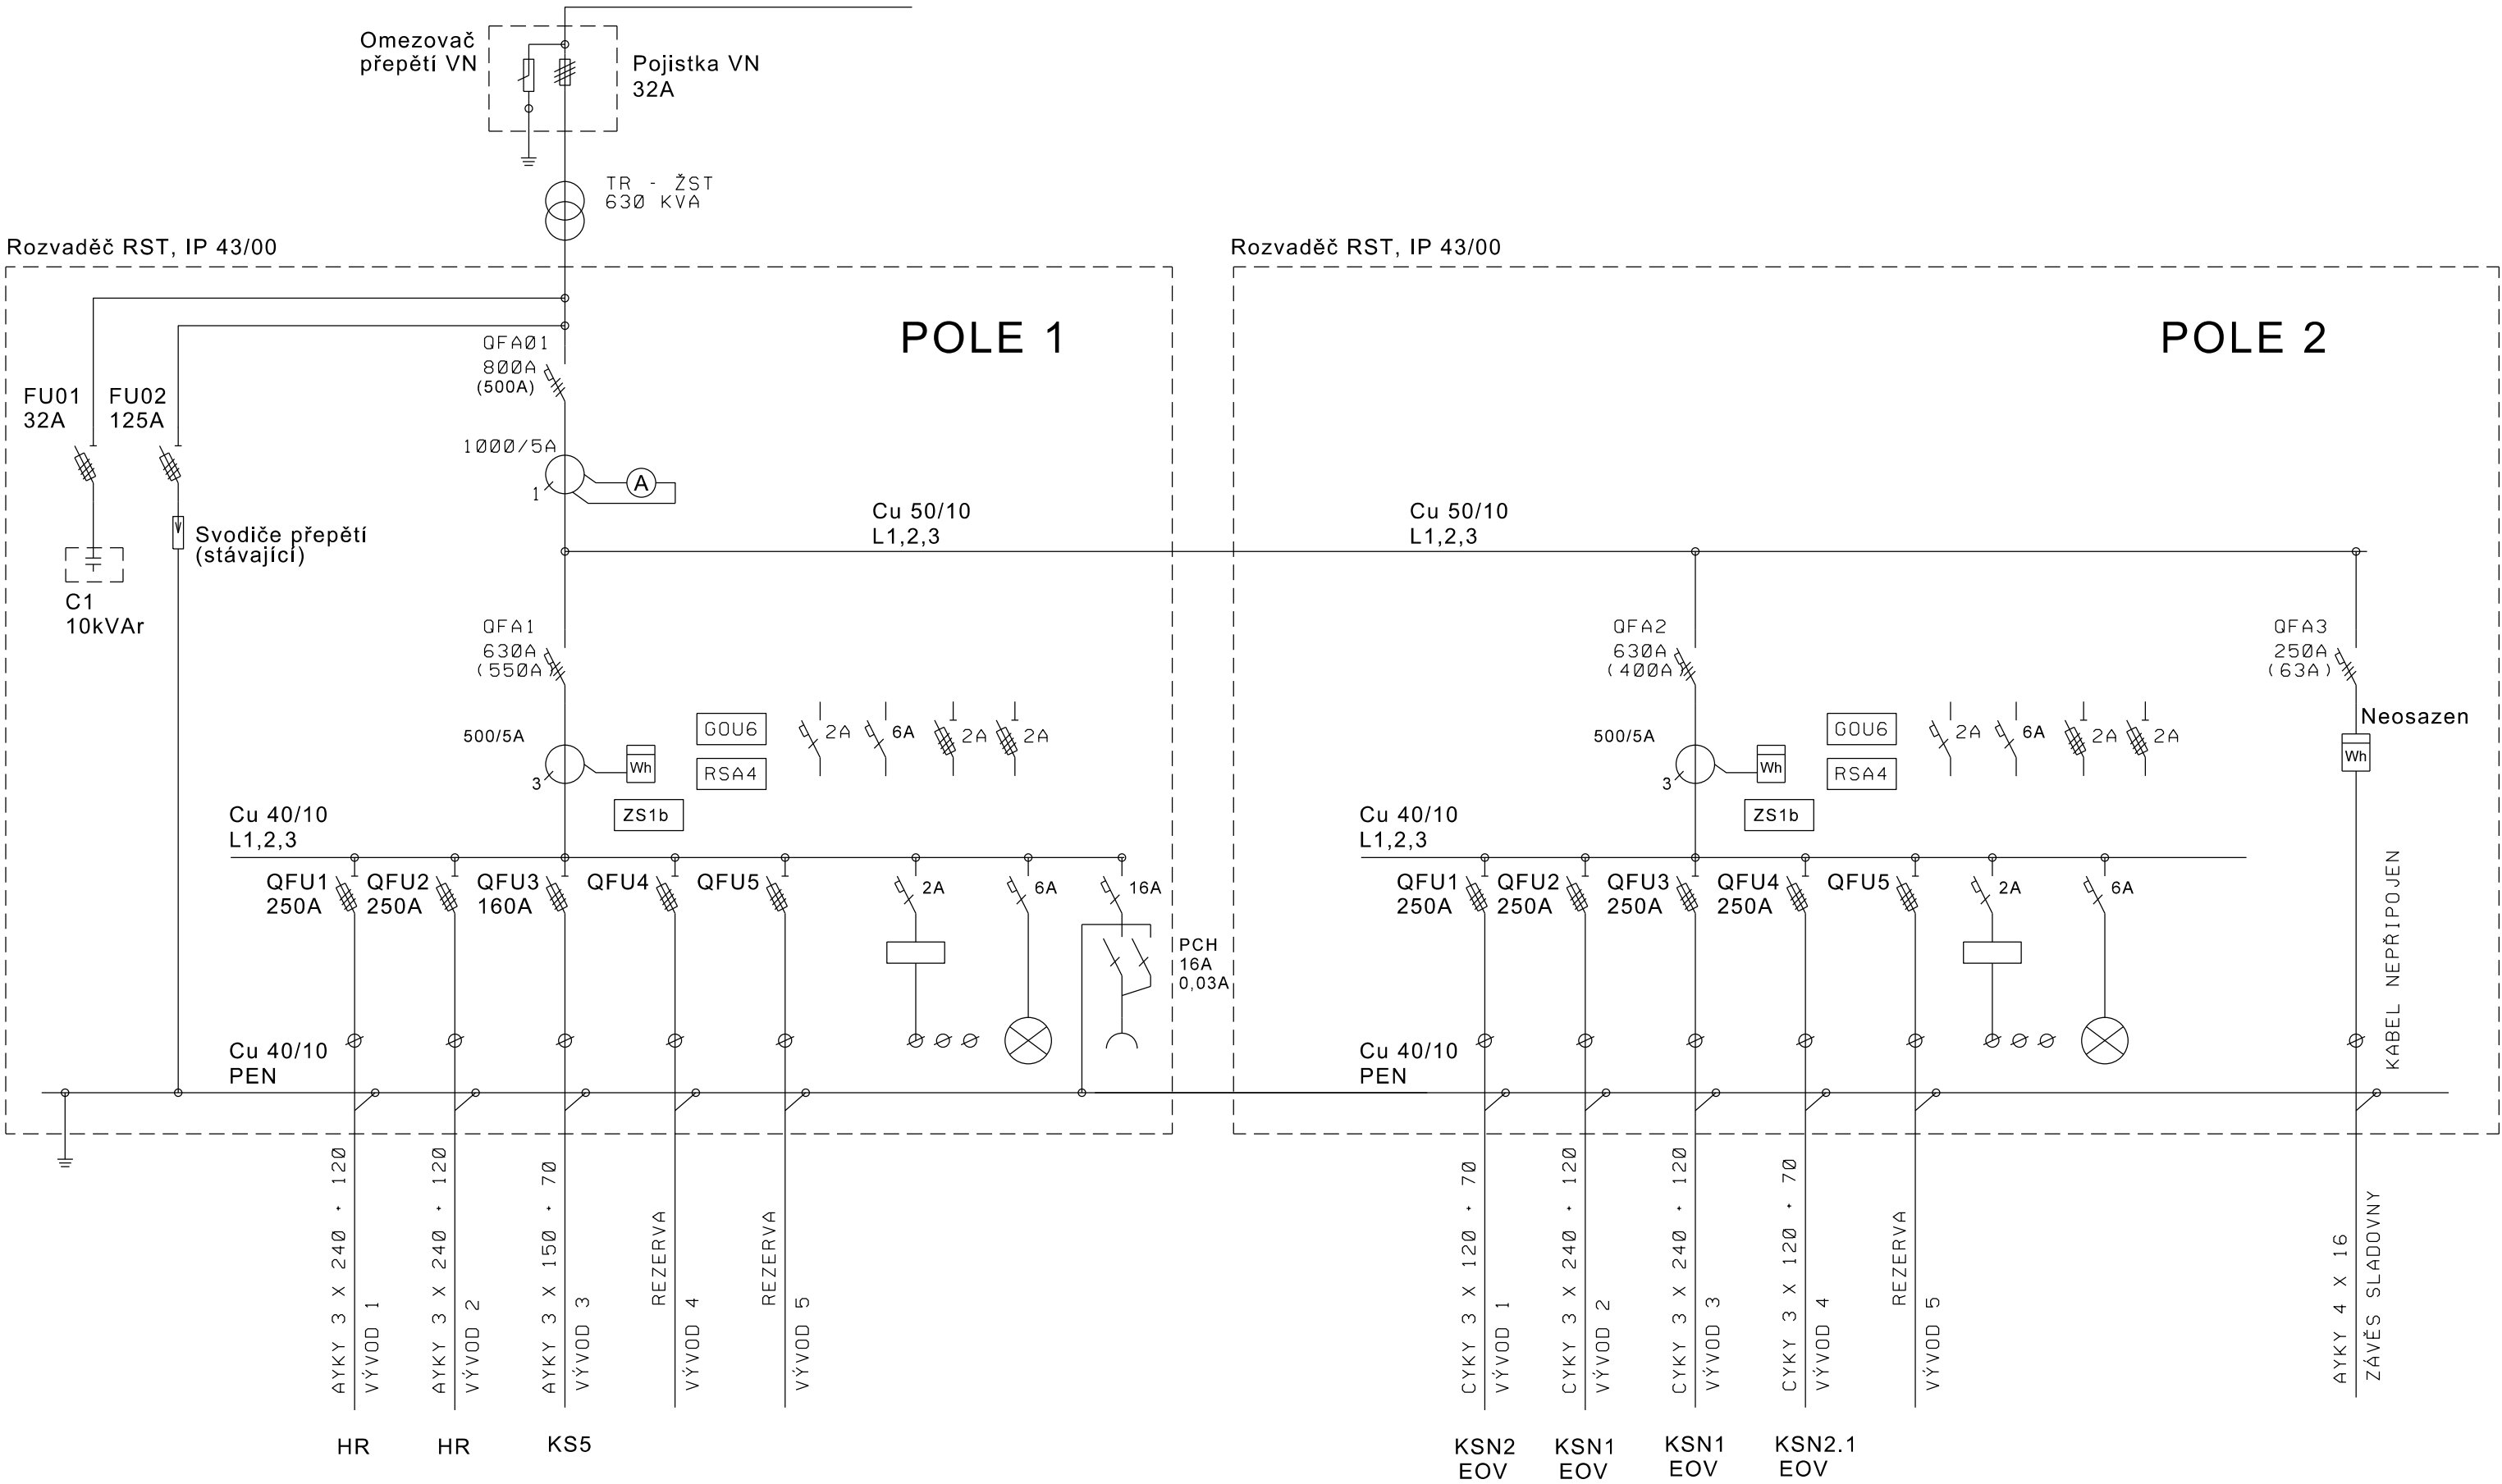 Omezovač
přepětí VN
Pojistka VN
32A
TR - ŽST
630 KVA
Rozvaděč RST, IP 43/00
POLE 1
QFA01
800A
(500A)
FU01
32A
FU02
125A
1000/5A
1
A
Svodiče přepětí
(stávající)
C1
10kVAr
Cu 50/10
L1,2,3
QFA1
630A
(550A)
500/5A
3
Wh
GOU6
RSA4
ZS1b
2A
6A
2A
2A
Cu 40/10
L1,2,3
QFU1
250A
QFU2
250A
QFU3
160A
QFU4
QFU5
2A
6A
16A
PCH
16A
0,03A
Cu 40/10
PEN
AYKY 3 X 240 + 120
VÝVOD 1
AYKY 3 X 240 + 120
VÝVOD 2
AYKY 3 X 150 + 70
VÝVOD 3
REZERVA
VÝVOD 4
REZERVA
VÝVOD 5
HR
HR
KS5
Rozvaděč RST, IP 43/00
POLE 2
Cu 50/10
L1,2,3
QFA2
630A
(400A)
QFA3
250A
(63A)
Neosazen
Wh
500/5A
3
Wh
GOU6
RSA4
ZS1b
2A
6A
2A
2A
Cu 40/10
L1,2,3
QFU1
250A
QFU2
250A
QFU3
250A
QFU4
250A
QFU5
2A
6A
KABEL NEPŘIPOJEN
Cu 40/10
PEN
CYKY 3 X 120 + 70
VÝVOD 1
CYKY 3 X 240 + 120
VÝVOD 2
CYKY 3 X 240 + 120
VÝVOD 3
CYKY 3 X 120 + 70
VÝVOD 4
REZERVA
VÝVOD 5
AYKY 4 X 16
ZÁVĚS SLADOVNY
KSN2
EOV
KSN1
EOV
KSN1
EOV
KSN2.1
EOV